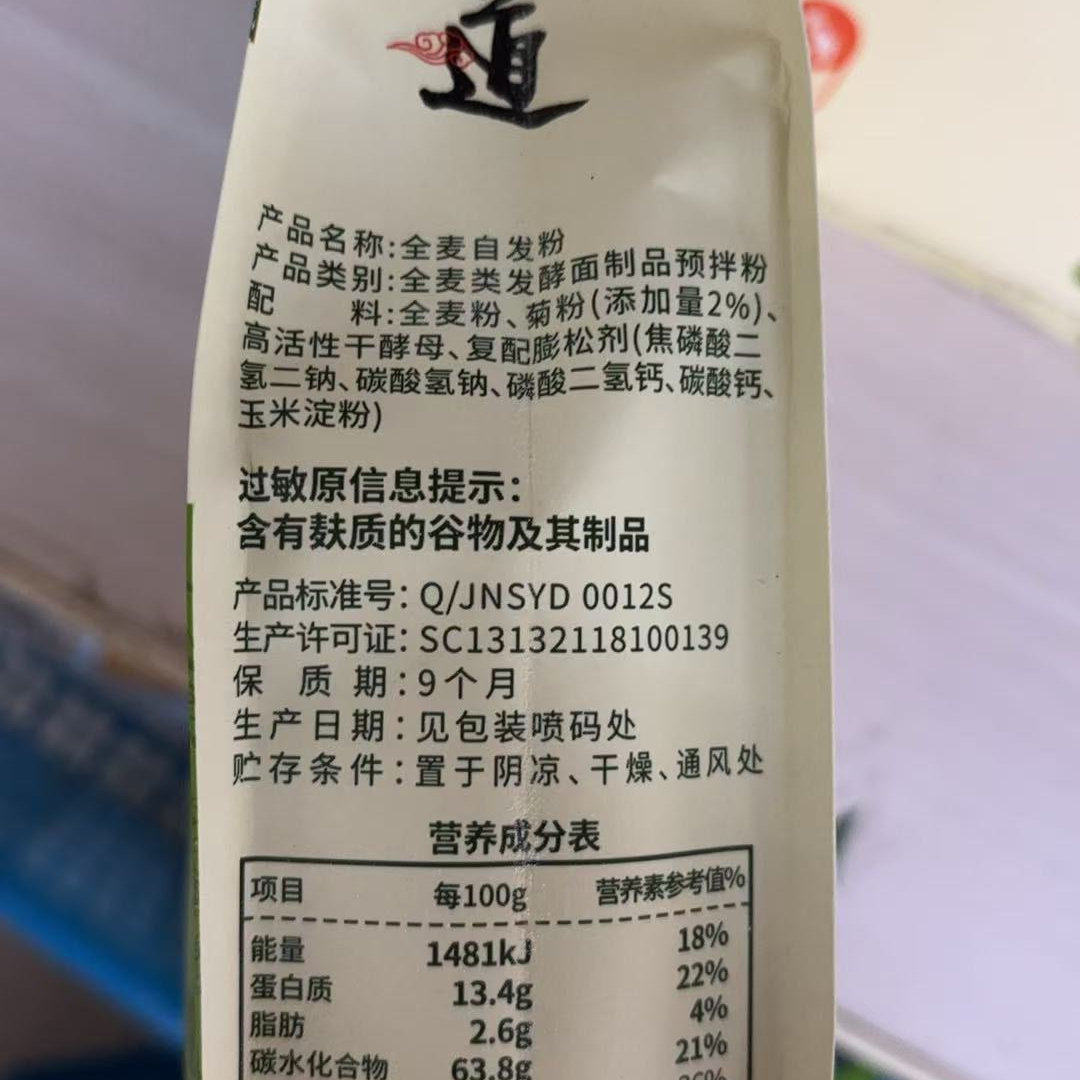 道
产品名称:全麦自发粉
产品类别:全麦类发酵面制品预拌粉
配 料:全麦粉、菊粉(添加量2%)、
高活性干酵母、复配膨松剂(焦磷酸二
氢二钠、碳酸氢钠、磷酸二氢钙、碳酸钙、
玉米淀粉)
过敏原信息提示:
含有麸质的谷物及其制品
产品标准号: Q/JNSYD 0012S
生产许可证: SC13132118100139
保 质 期:9个月
生产日期:见包装喷码处
贮存条件:置于阴凉、干燥、通风处
营养成分表
项目 每100g 营养素参考值%
能量 1481kJ 18%
蛋白质 13.4g 22%
脂肪 2.6g 4%
碳水化合物 63.8g 21%